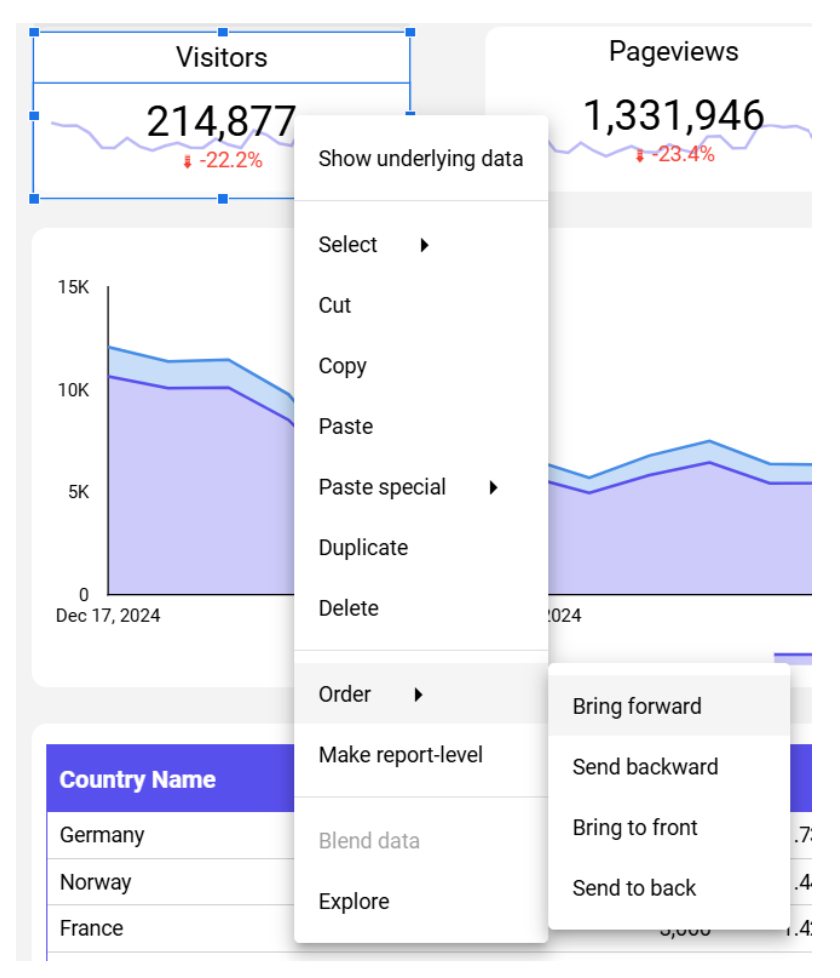 Visitors
214,877
-22.2%
Pageviews
1,331,946
-23.4%
Show underlying data
Select
Cut
Copy
Paste
Paste special
Duplicate
Delete
Order
Make report-level
Blend data
Explore
Bring forward
Send backward
Bring to front
Send to back
15K
10K
5K
0
Dec 17, 2024
2024
Country Name
Germany
Norway
France